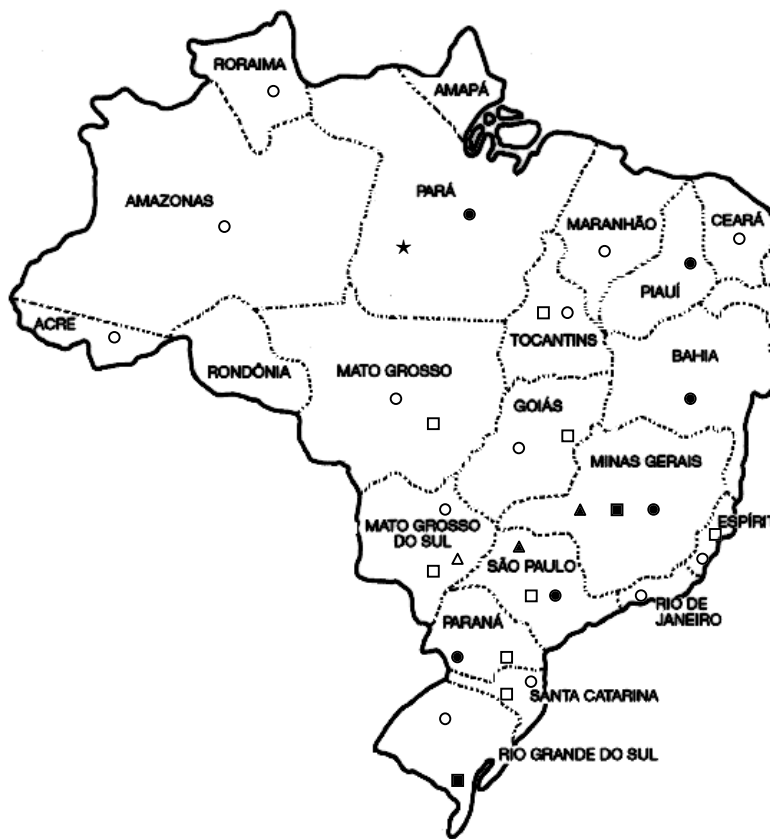 RORAIMA
AMAPÁ
AMAZONAS
PARÁ
MARANHÃO
CEARÁ
PIAUÍ
ACRE
TOCANTINS
RONDÔNIA
MATO GROSSO
BAHIA
GOIÁS
MINAS GERAIS
ESPÍRIT
MATO GROSSO
DO SUL
SÃO PAULO
RIO DE
JANEIRO
PARANÁ
SANTA CATARINA
RIO GRANDE DO SUL